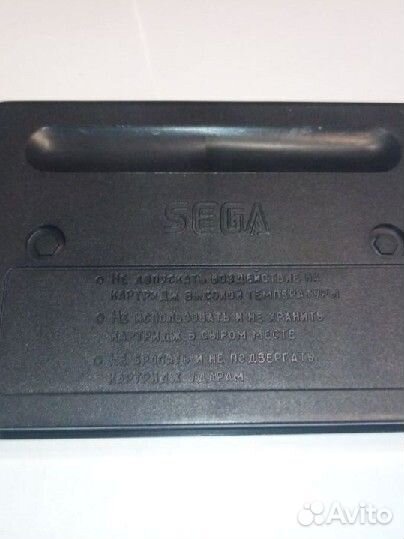 SEGA
Не допускать воздействие на
картридж высокой температуры
Не использовать и не хранить
картридж в сыром месте
Не бросать и не подвергать
картридж ударам
Avito